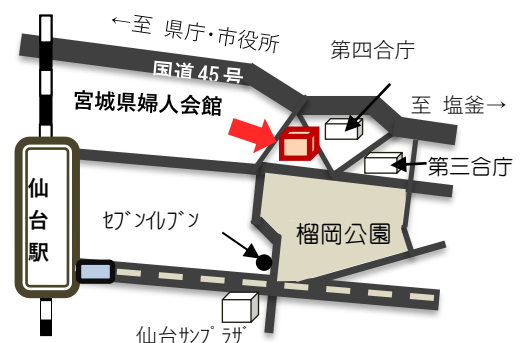 ←至 県庁・市役所
第四合庁
国道45号
宮城県婦人会館
至 塩釜→
第三合庁
仙台駅
ｾﾌﾞﾝｲﾚﾌﾞﾝ
榴岡公園
仙台ｻﾝﾌﾟﾗｻﾞ